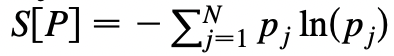 S[P] = − ∑_{j=1}^{N} p_j ln(p_j)